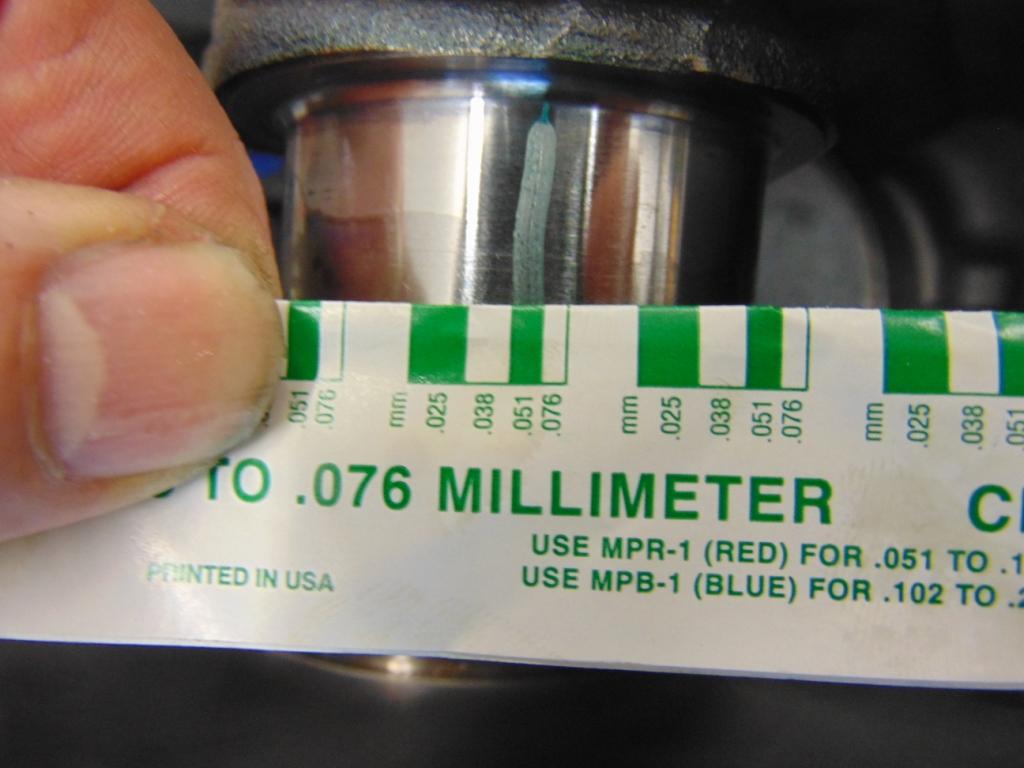 .051 .076 mm .025 .038 .051 .076 mm .025 .038 .051 .076 mm .025 .038 .051
TO .076 MILLIMETER
USE MPR-1 (RED) FOR .051 TO
PRINTED IN USA
USE MPB-1 (BLUE) FOR .102 TO